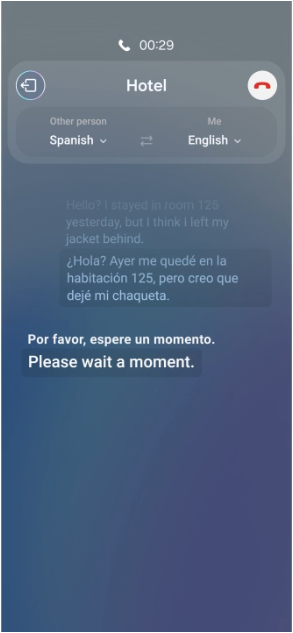 00:29
Hotel
Other person
Me
Spanish
English
Hello? I stayed in room 125
yesterday, but I think I left my
jacket behind.
¿Hola? Ayer me quedé en la
habitación 125, pero creo que
dejé mi chaqueta.
Por favor, espere un momento.
Please wait a moment.